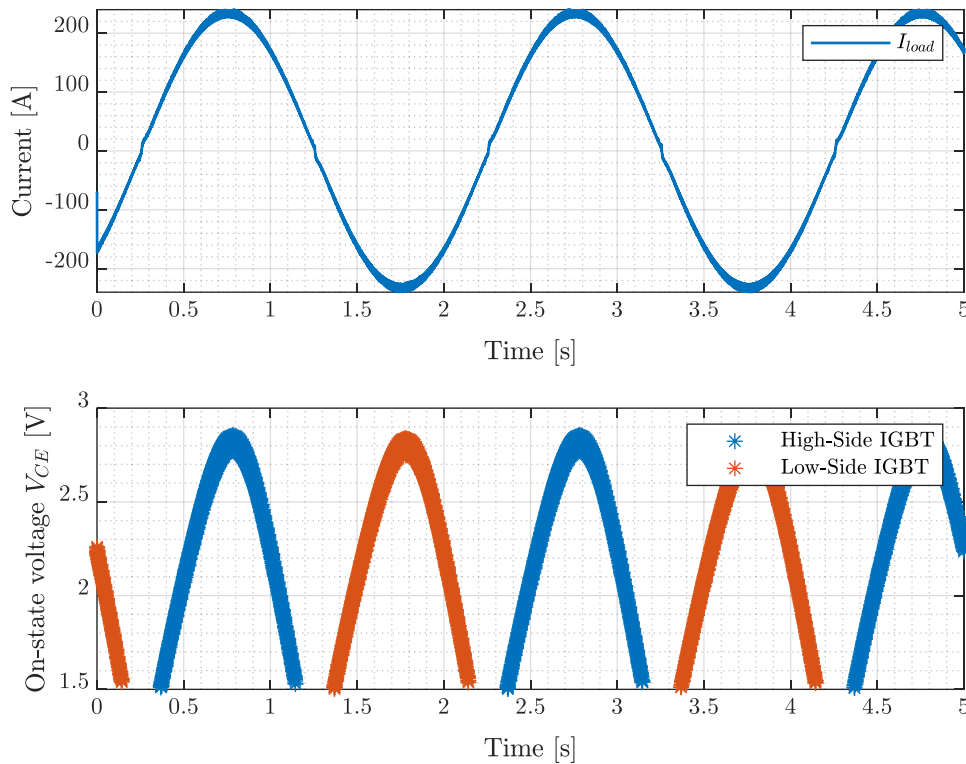 200
100
0
-100
-200
Current [A]
I_load
0 0.5 1 1.5 2 2.5 3 3.5 4 4.5 5
Time [s]
3
2.5
2
1.5
On-state voltage V_CE [V]
High-Side IGBT
Low-Side IGBT
0 0.5 1 1.5 2 2.5 3 3.5 4 4.5 5
Time [s]